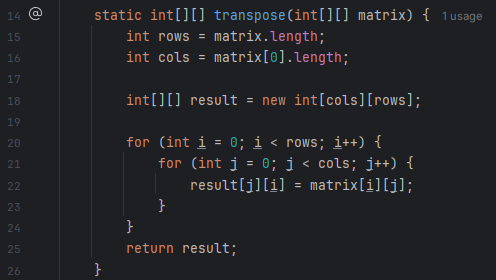 14 @ static int[][] transpose(int[][] matrix) { 1 usage
15 int rows = matrix.length;
16 int cols = matrix[0].length;
17
18 int[][] result = new int[cols][rows];
19
20 for (int i = 0; i < rows; i++) {
21 for (int j = 0; j < cols; j++) {
22 result[j][i] = matrix[i][j];
23 }
24 }
25 return result;
26 }